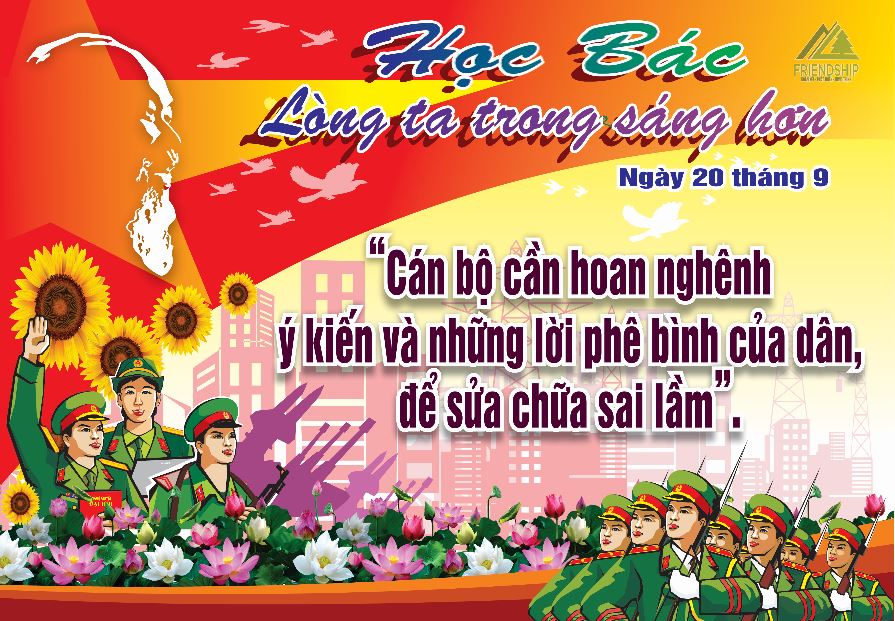 Học Bác
Lòng ta trong sáng hơn
FRIENDSHIP
Ngày 20 tháng 9
“Cán bộ cần hoan nghênh
ý kiến và những lời phê bình của dân,
để sửa chữa sai lầm”.